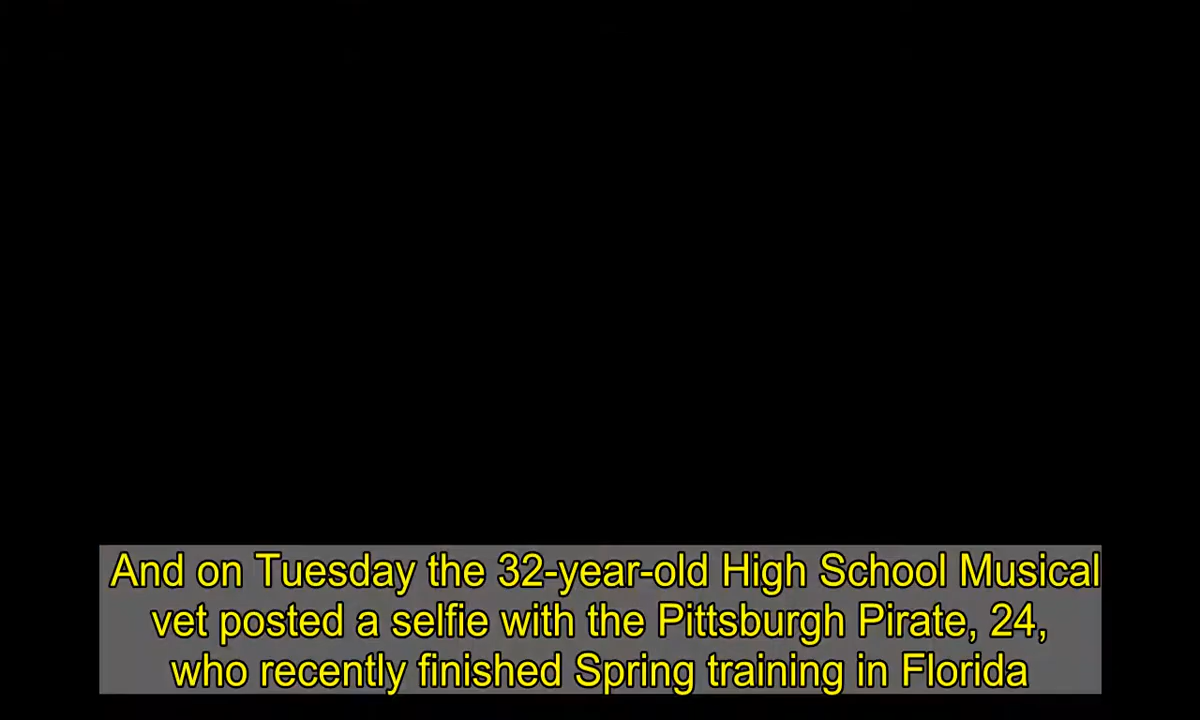 And on Tuesday the 32-year-old High School Musical
vet posted a selfie with the Pittsburgh Pirate, 24,
who recently finished Spring training in Florida